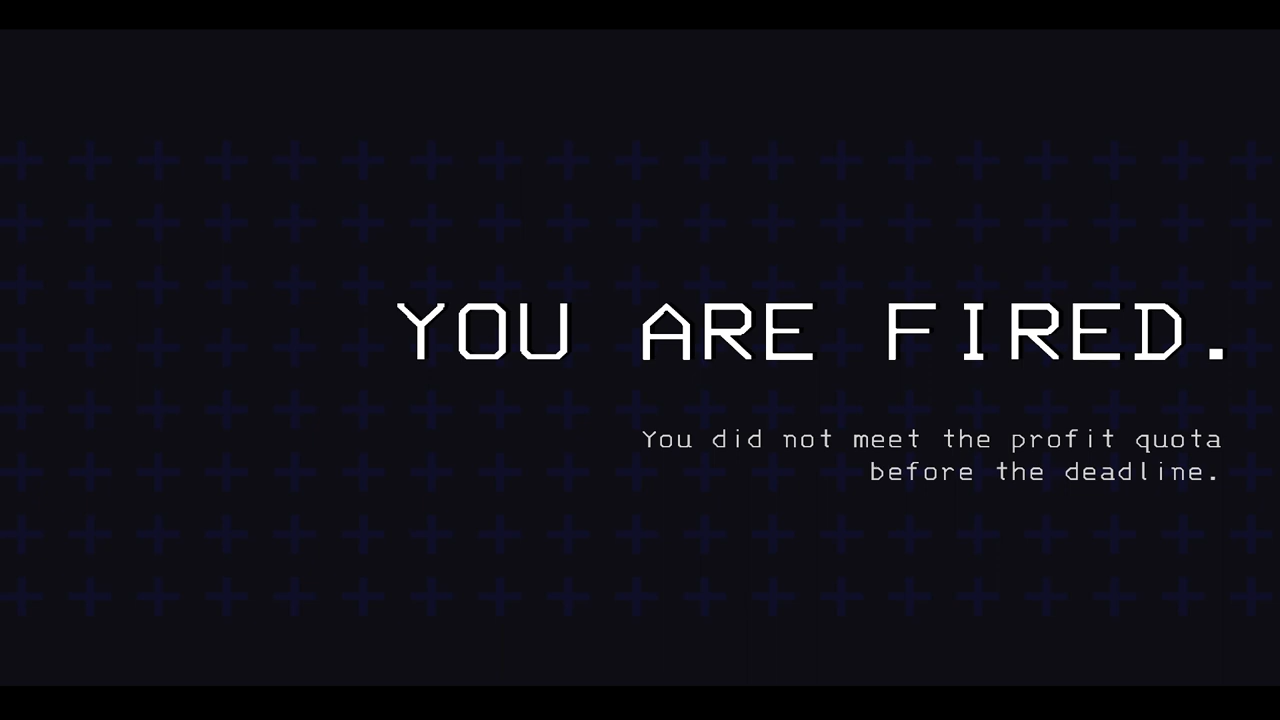 YOU ARE FIRED.
You did not meet the profit quota
before the deadline.